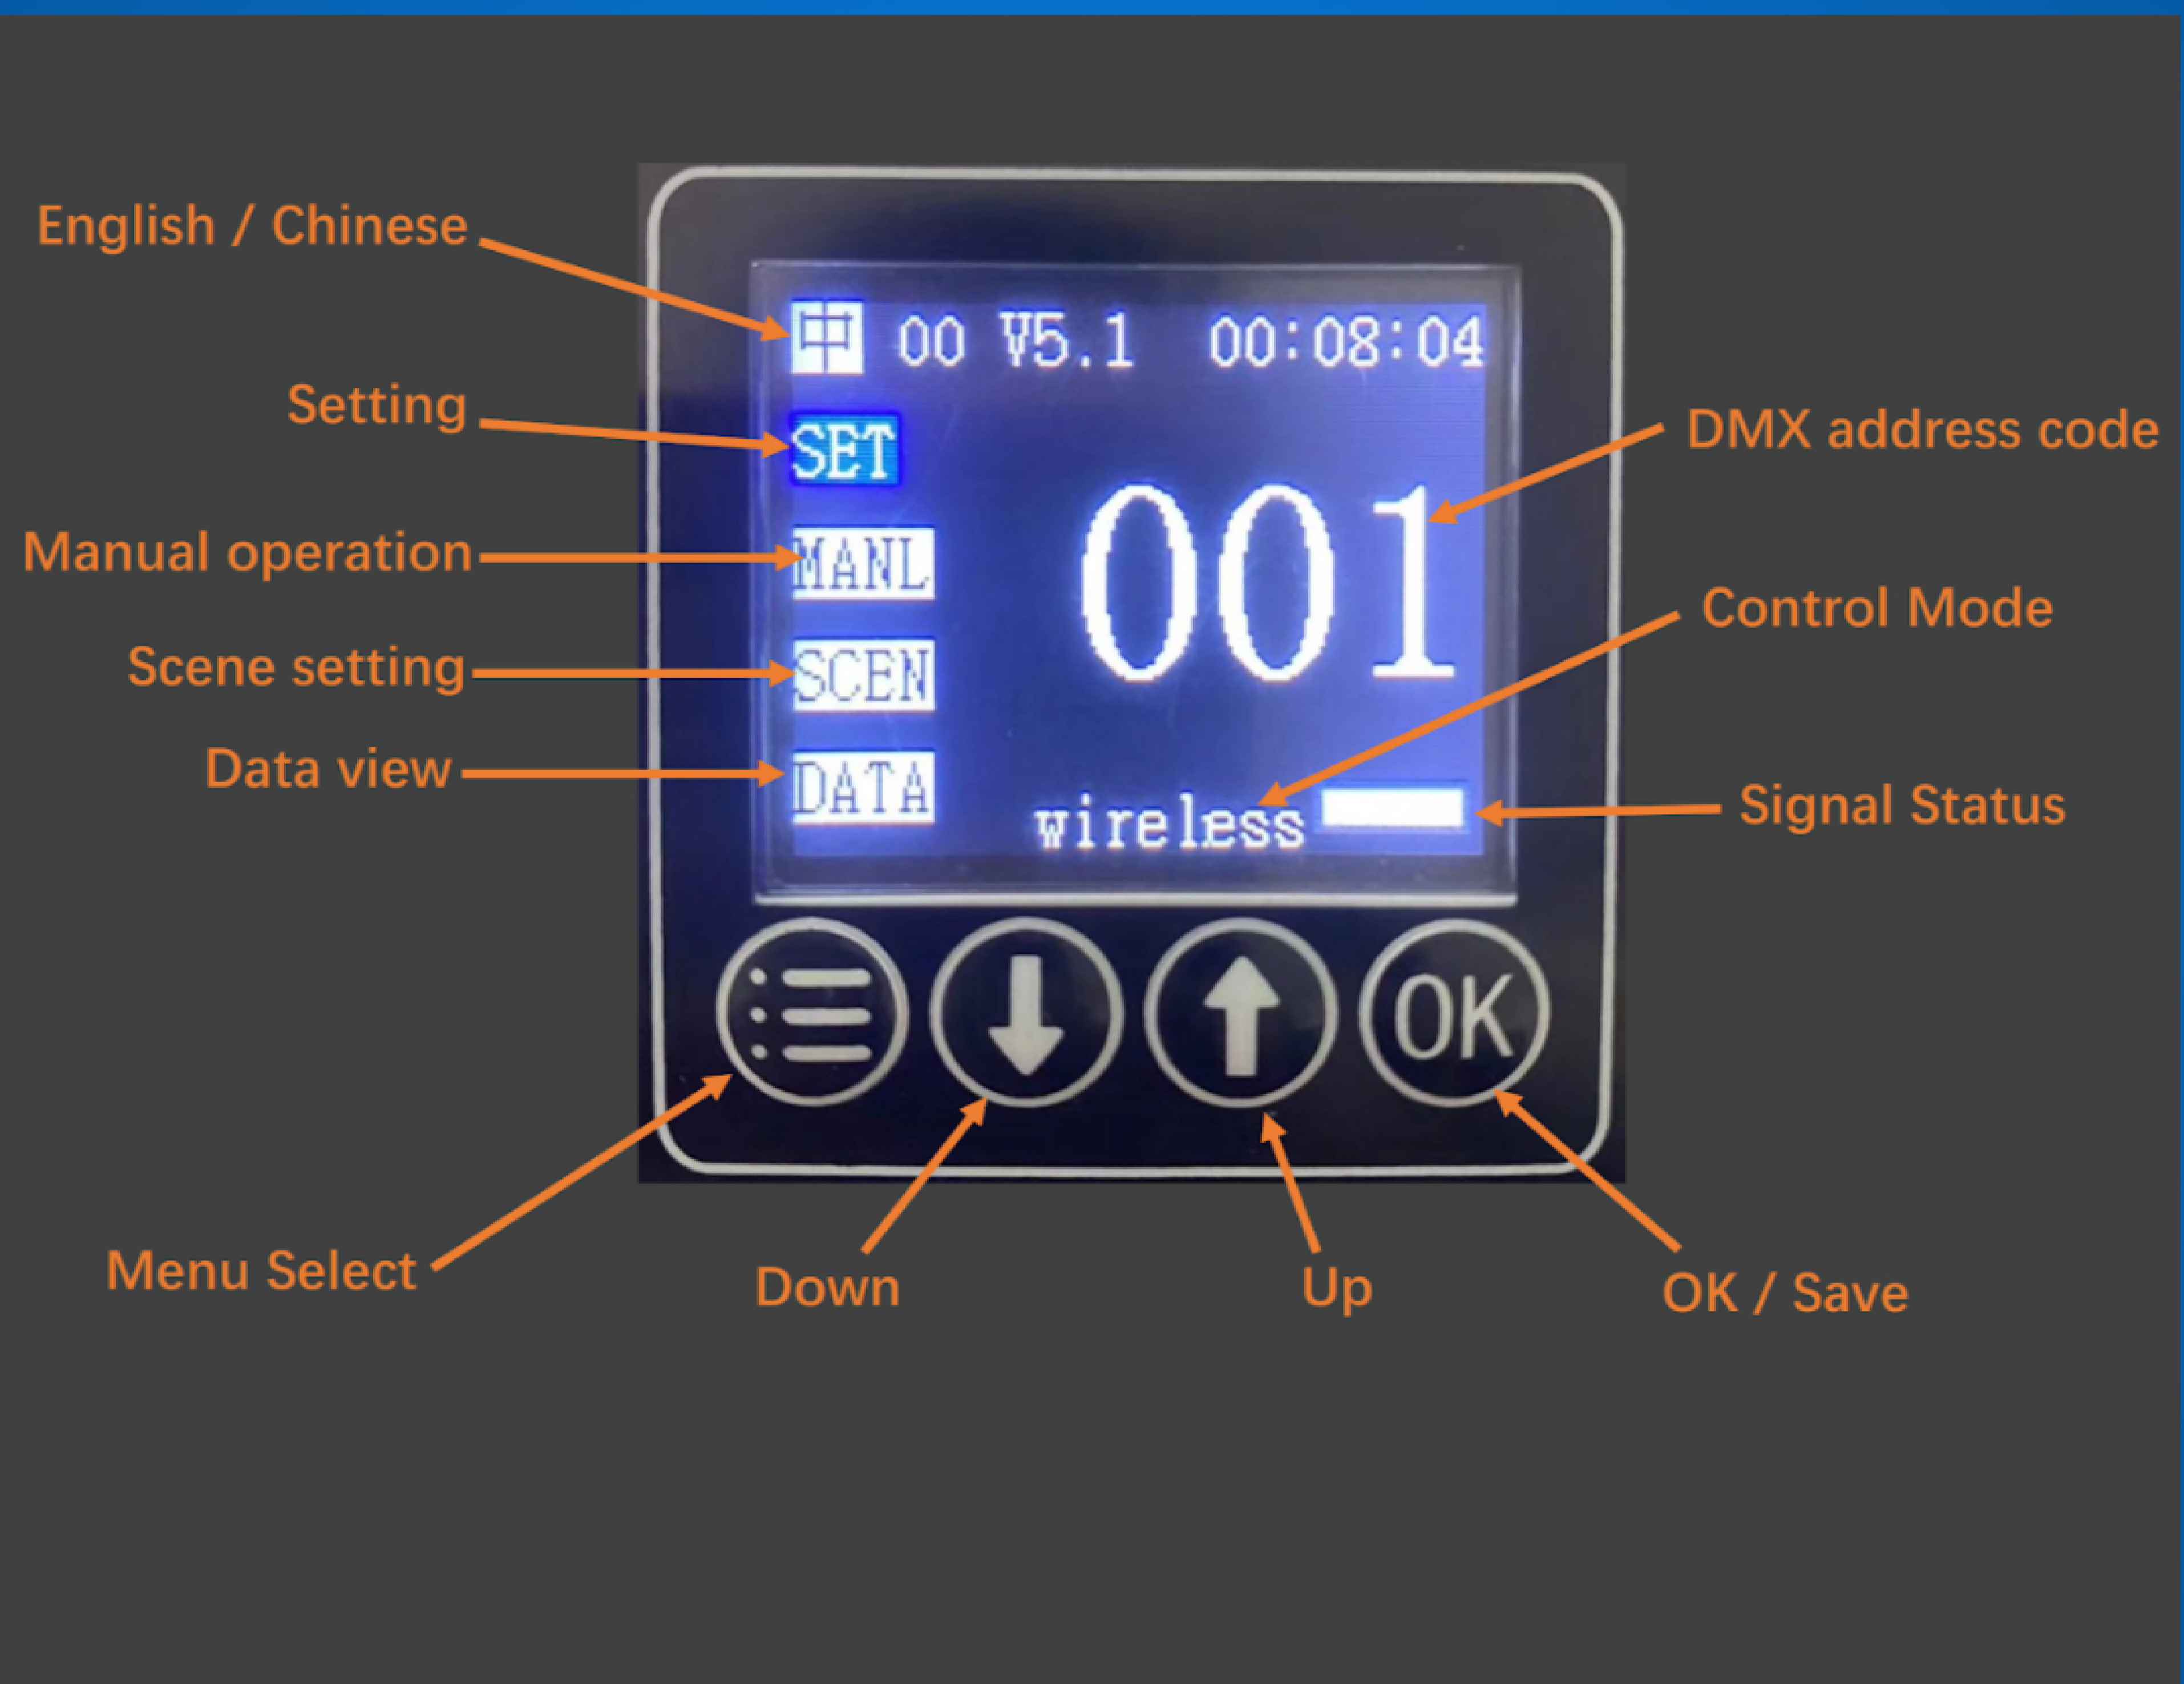 English / Chinese
中 00 V5.1 00:08:04
Setting
SET
DMX address code
001
Manual operation
MANL
Control Mode
Scene setting
SCEN
Data view
DATA
wireless
Signal Status
OK
Menu Select
Down
Up
OK / Save